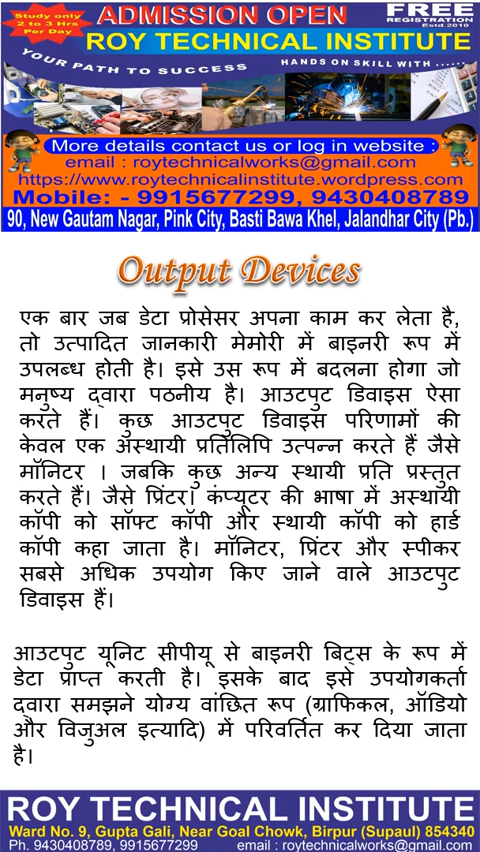 Study only
2 to 3 Hrs
Per Day
ADMISSION OPEN
FREE
REGISTRATION
Estd.2010
ROY TECHNICAL INSTITUTE
YOUR PATH TO SUCCESS
HANDS ON SKILL WITH ......
More details contact us or log in website :
email : roytechnicalworks@gmail.com
https://www.roytechnicalinstitute.wordpress.com
Mobile: - 9915677299, 9430408789
90, New Gautam Nagar, Pink City, Basti Bawa Khel, Jalandhar City (Pb.)
Output Devices
एक बार जब डेटा प्रोसेसर अपना काम कर लेता है,
तो उत्पादित जानकारी मेमोरी में बाइनरी रूप में
उपलब्ध होती है। इसे उस रूप में बदलना होगा जो
मनुष्य द्वारा पठनीय है। आउटपुट डिवाइस ऐसा
करते हैं। कुछ आउटपुट डिवाइस परिणामों की
केवल एक अस्थायी प्रतिलिपि उत्पन्न करते हैं जैसे
मॉनिटर । जबकि कुछ अन्य स्थायी प्रति प्रस्तुत
करते हैं। जैसे प्रिंटर। कंप्यूटर की भाषा में अस्थायी
कॉपी को सॉफ्ट कॉपी और स्थायी कॉपी को हार्ड
कॉपी कहा जाता है। मॉनिटर, प्रिंटर और स्पीकर
सबसे अधिक उपयोग किए जाने वाले आउटपुट
डिवाइस हैं।
आउटपुट यूनिट सीपीयू से बाइनरी बिट्स के रूप में
डेटा प्राप्त करती है। इसके बाद इसे उपयोगकर्ता
द्वारा समझने योग्य वांछित रूप (ग्राफिकल, ऑडियो
और विजुअल इत्यादि) में परिवर्तित कर दिया जाता
है।
ROY TECHNICAL INSTITUTE
Ward No. 9, Gupta Gali, Near Goal Chowk, Birpur (Supaul) 854340
Ph. 9430408789, 9915677299 email : roytechnicalworks@gmail.com